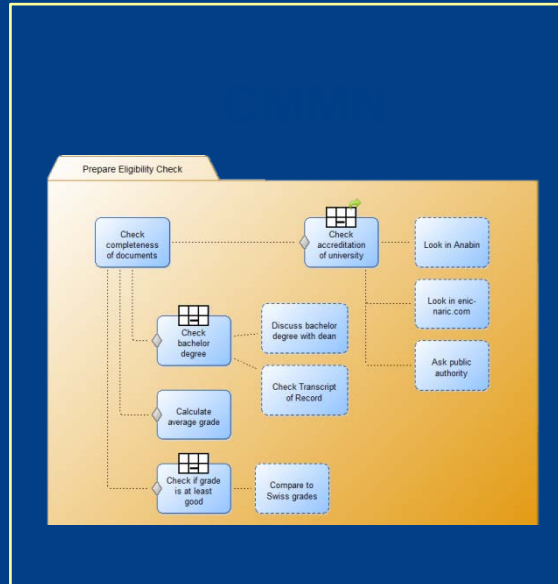 CMMN
Prepare Eligibility Check
Check
completeness
of documents
Check
accreditation
of university
Look in Anabin
Look in enic-
naric.com
Ask public
authority
Check
bachelor
degree
Discuss bachelor
degree with dean
Check Transcript
of Record
Calculate
average grade
Check if grade
is at least
good
Compare to
Swiss grades